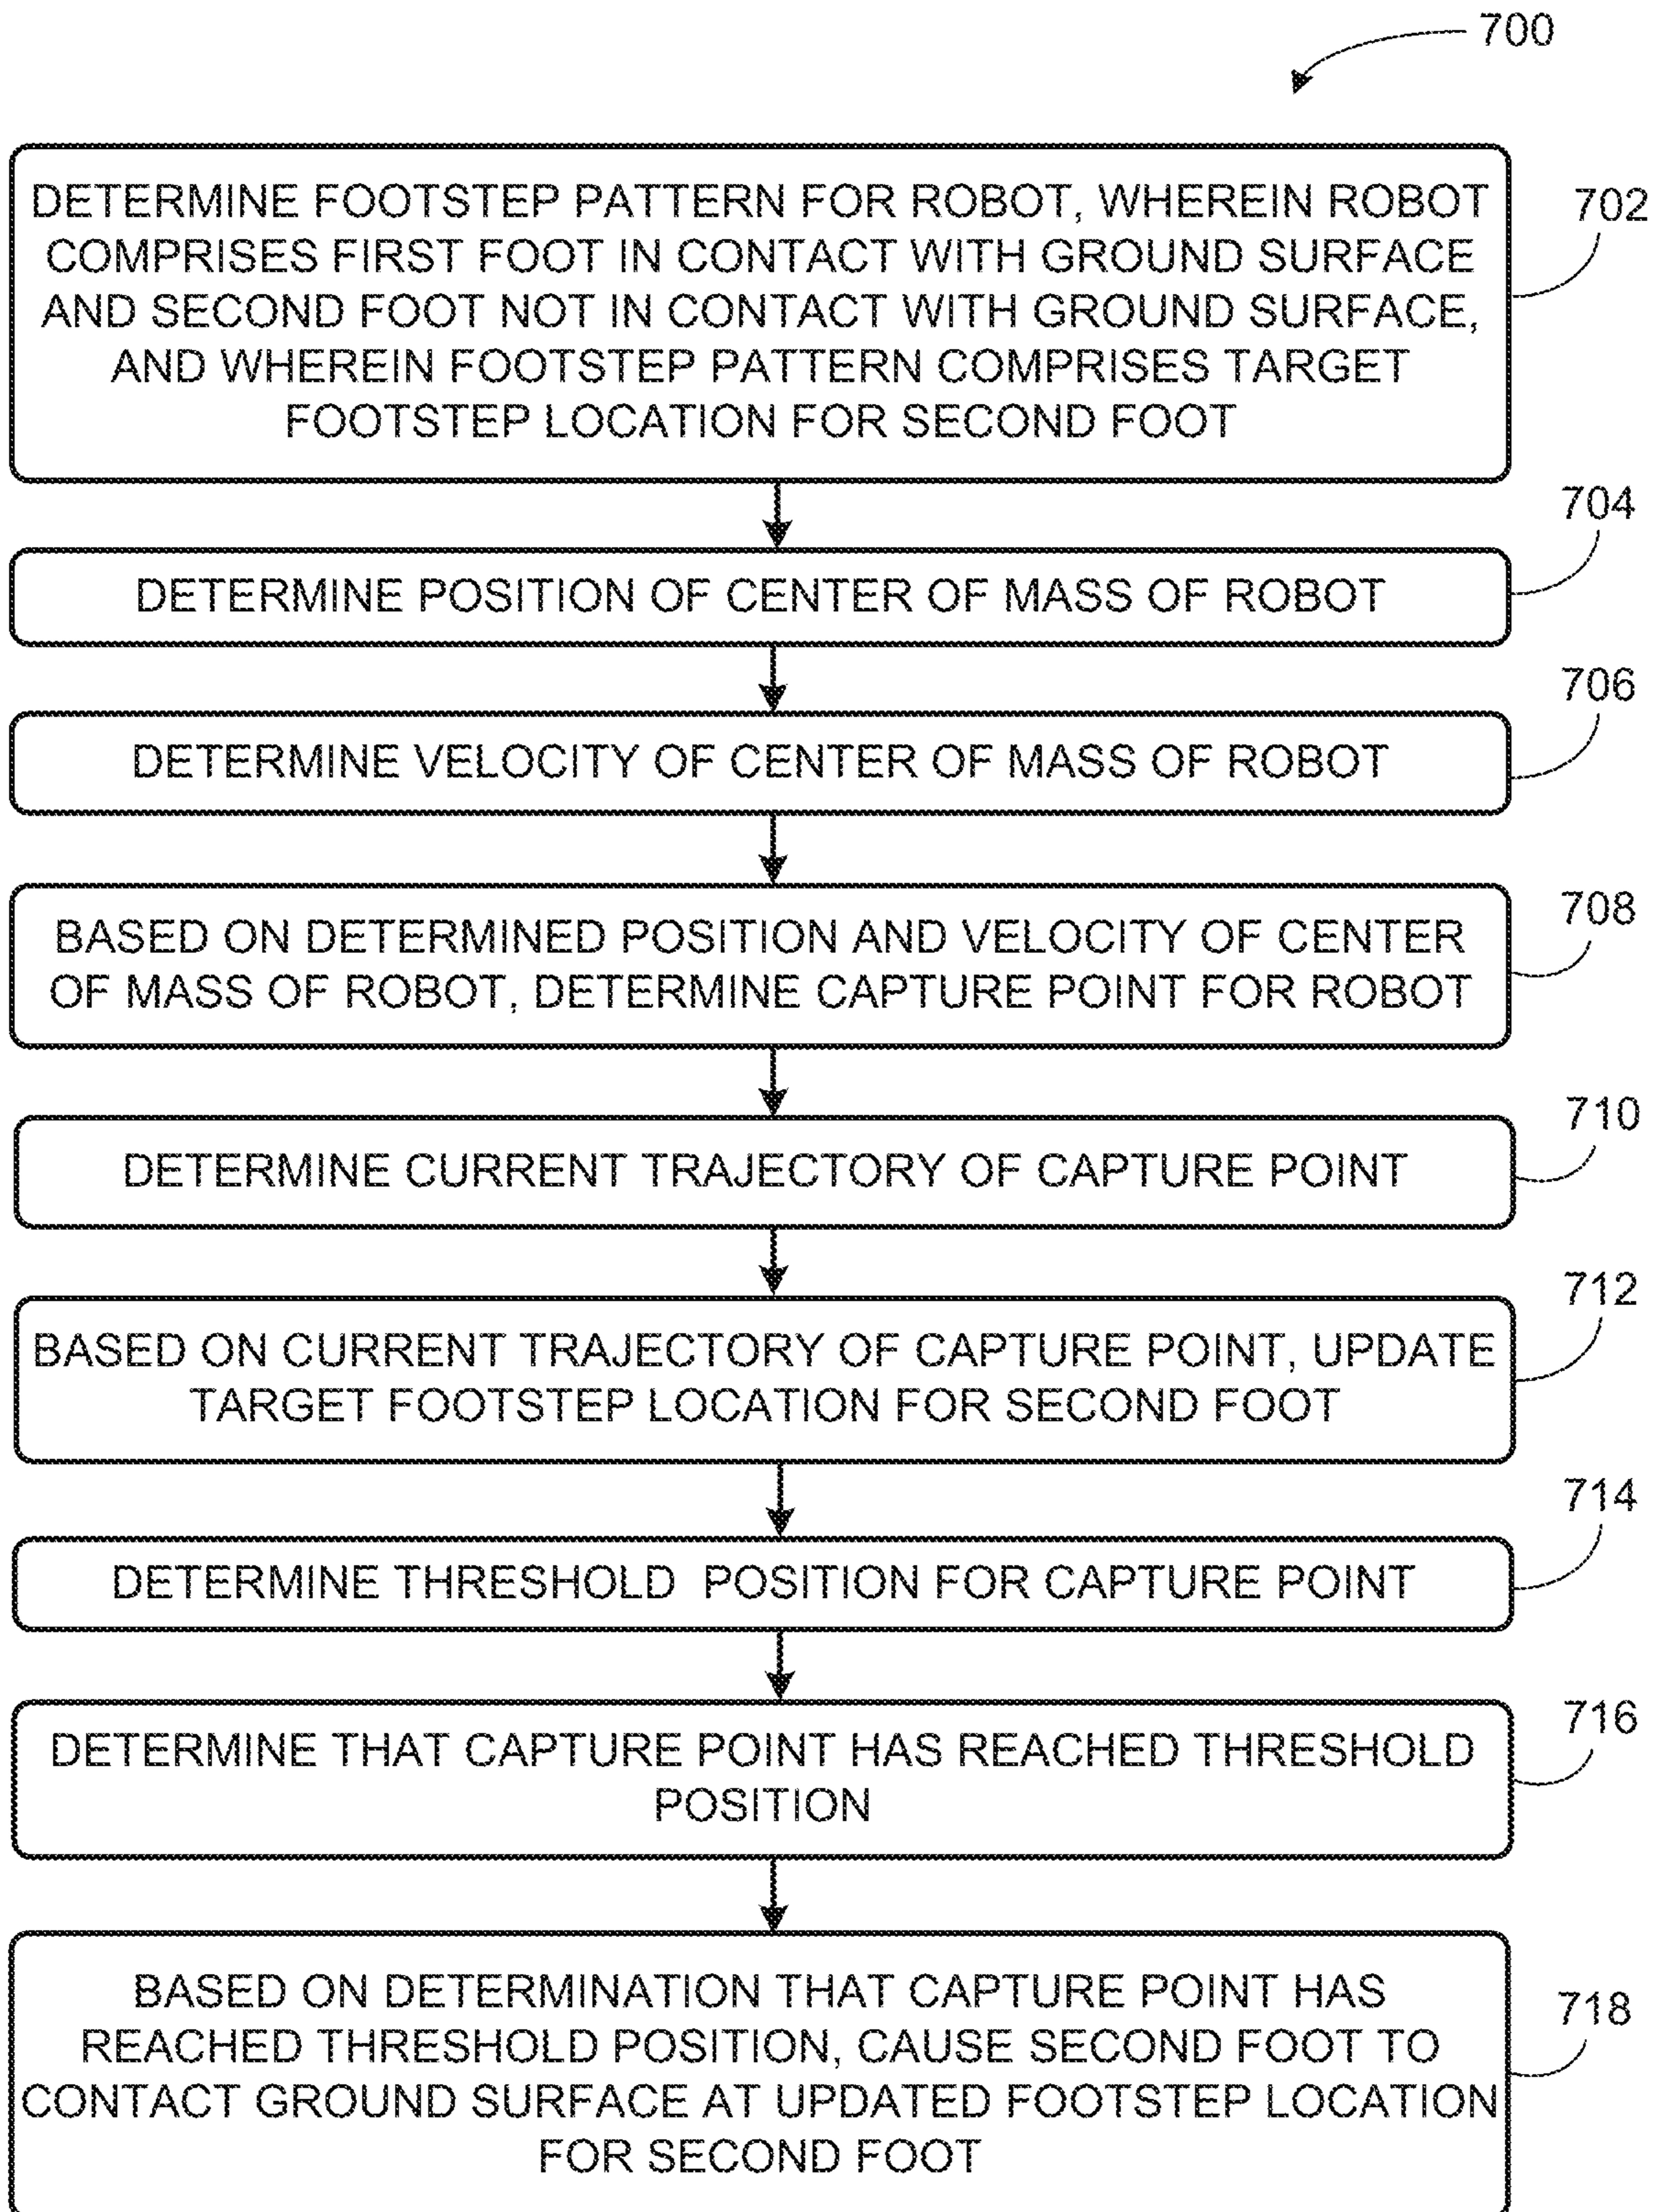 700
DETERMINE FOOTSTEP PATTERN FOR ROBOT, WHEREIN ROBOT
COMPRISES FIRST FOOT IN CONTACT WITH GROUND SURFACE
AND SECOND FOOT NOT IN CONTACT WITH GROUND SURFACE,
AND WHEREIN FOOTSTEP PATTERN COMPRISES TARGET
FOOTSTEP LOCATION FOR SECOND FOOT
702
704
DETERMINE POSITION OF CENTER OF MASS OF ROBOT
706
DETERMINE VELOCITY OF CENTER OF MASS OF ROBOT
708
BASED ON DETERMINED POSITION AND VELOCITY OF CENTER
OF MASS OF ROBOT, DETERMINE CAPTURE POINT FOR ROBOT
710
DETERMINE CURRENT TRAJECTORY OF CAPTURE POINT
712
BASED ON CURRENT TRAJECTORY OF CAPTURE POINT, UPDATE
TARGET FOOTSTEP LOCATION FOR SECOND FOOT
714
DETERMINE THRESHOLD POSITION FOR CAPTURE POINT
716
DETERMINE THAT CAPTURE POINT HAS REACHED THRESHOLD
POSITION
718
BASED ON DETERMINATION THAT CAPTURE POINT HAS
REACHED THRESHOLD POSITION, CAUSE SECOND FOOT TO
CONTACT GROUND SURFACE AT UPDATED FOOTSTEP LOCATION
FOR SECOND FOOT